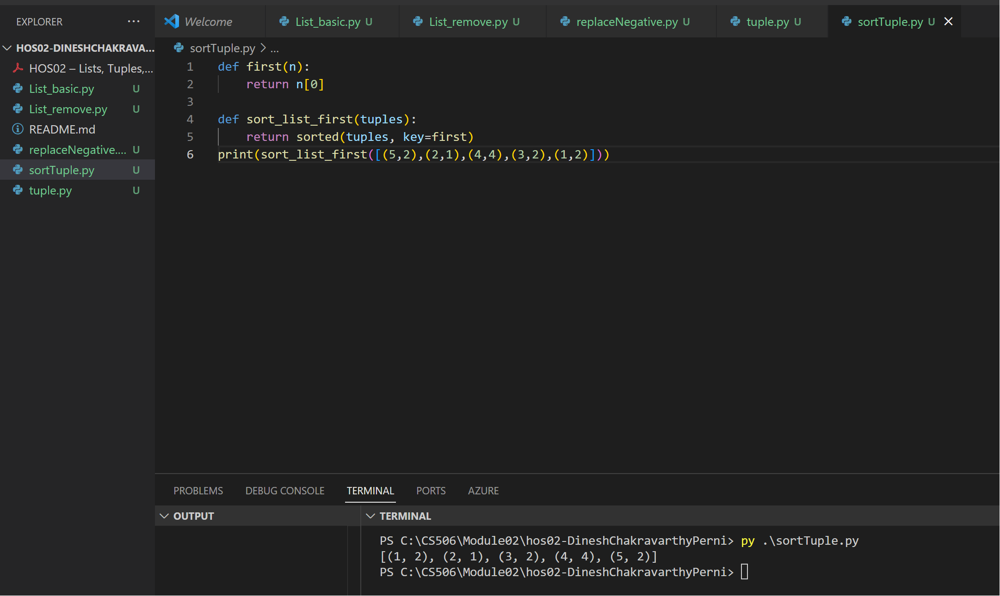 EXPLORER ...
HOS02-DINESHCHAKRAVA...
HOS02 – Lists, Tuples,...
List_basic.py U
List_remove.py U
README.md
replaceNegative.... U
sortTuple.py U
tuple.py U
Welcome List_basic.py U List_remove.py U replaceNegative.py U tuple.py U sortTuple.py U
sortTuple.py > ...
1 def first(n):
2     return n[0]
3
4 def sort_list_first(tuples):
5     return sorted(tuples, key=first)
6 print(sort_list_first([(5,2),(2,1),(4,4),(3,2),(1,2)]))
PROBLEMS DEBUG CONSOLE TERMINAL PORTS AZURE
OUTPUT
TERMINAL
PS C:\CS506\Module02\hos02-DineshChakravarthyPerni> py .\sortTuple.py
[(1, 2), (2, 1), (3, 2), (4, 4), (5, 2)]
PS C:\CS506\Module02\hos02-DineshChakravarthyPerni>